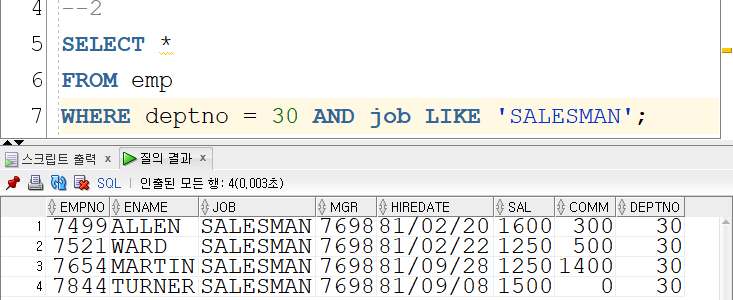 4 --2
5 SELECT *
6 FROM emp
7 WHERE deptno = 30 AND job LIKE 'SALESMAN';
스크립트 출력 x 질의 결과 x
SQL | 인출된 모든 행: 4(0,003초)
EMPNO ENAME JOB MGR HIREDATE SAL COMM DEPTNO
1 7499 ALLEN SALESMAN 7698 81/02/20 1600 300 30
2 7521 WARD SALESMAN 7698 81/02/22 1250 500 30
3 7654 MARTIN SALESMAN 7698 81/09/28 1250 1400 30
4 7844 TURNER SALESMAN 7698 81/09/08 1500 0 30